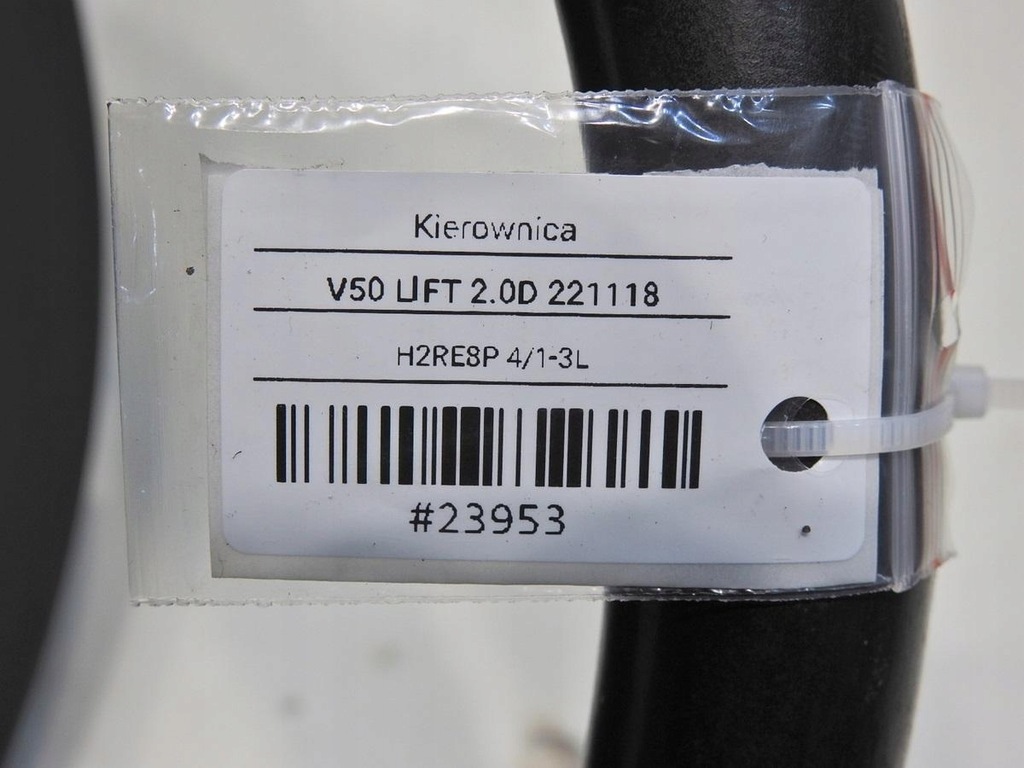 Kierownica
V50 LIFT 2.0D 221118
H2RE8P 4/1-3L
#23953